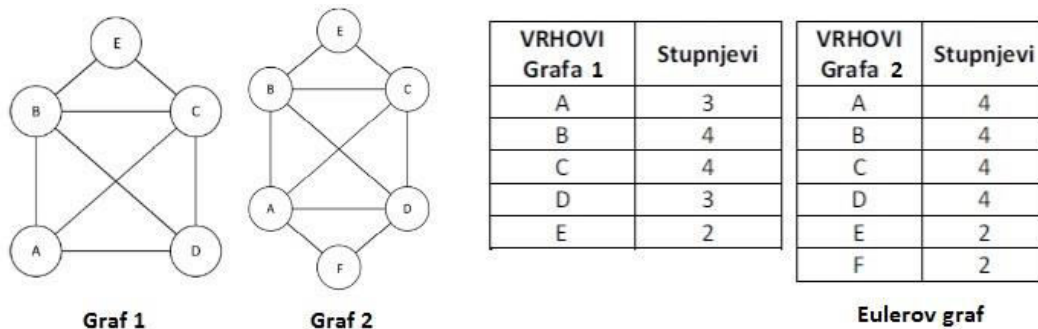 E
B
C
A
D
Graf 1
E
B
C
A
D
F
Graf 2
VRHOVI Stupnjevi
Grafa 1
A 3
B 4
C 4
D 3
E 2
VRHOVI Stupnjevi
Grafa 2
A 4
B 4
C 4
D 4
E 2
F 2
Eulerov graf